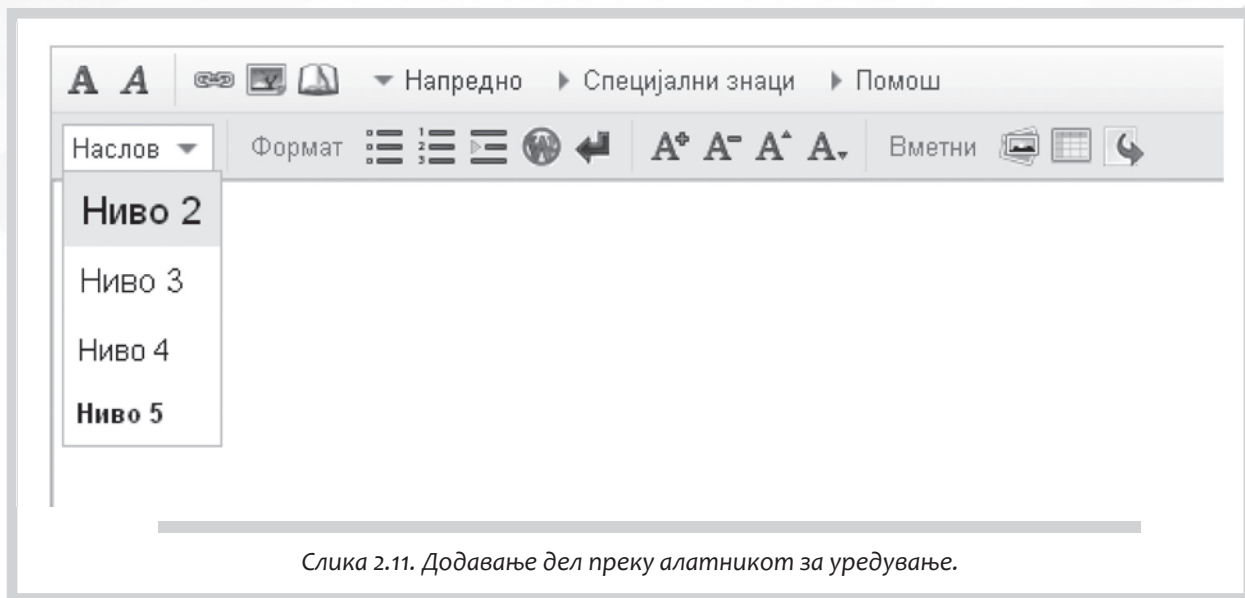 A A Напредно Специјални знаци Помош
Наслов Формат A A A A Вметни
Ниво 2
Ниво 3
Ниво 4
Ниво 5
Слика 2.11. Додавање дел преку алатникот за уредување.